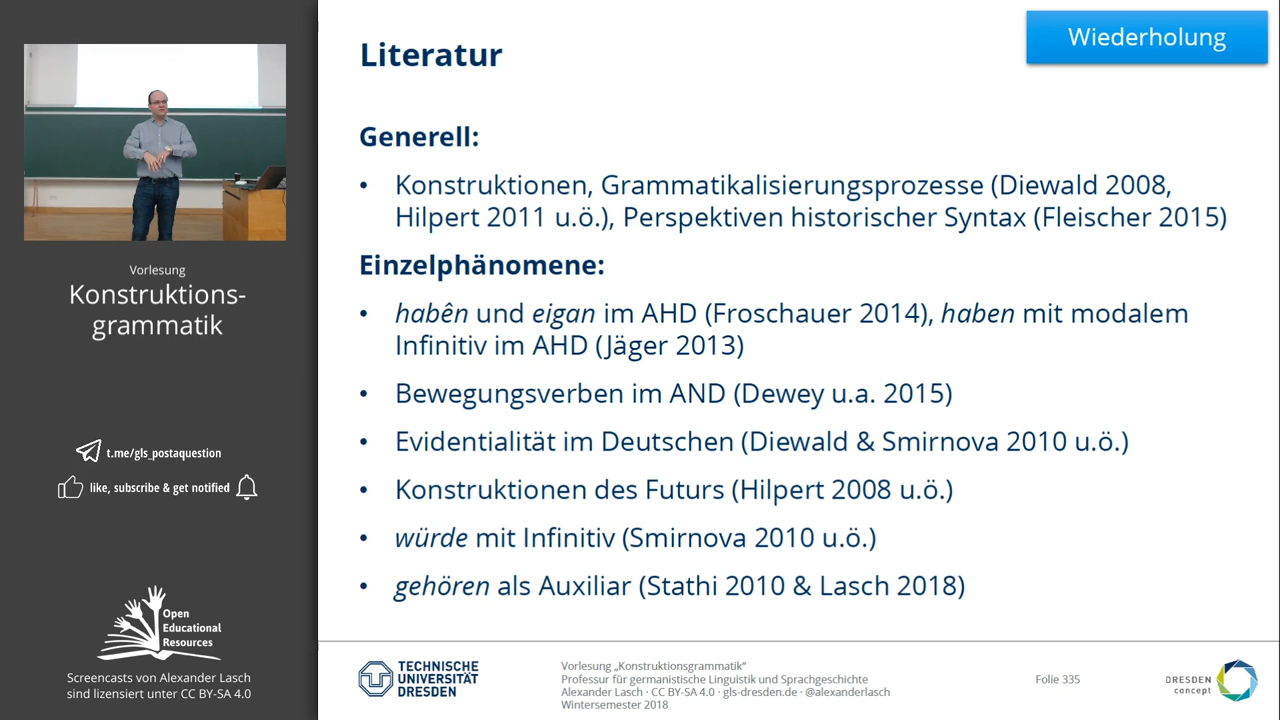 Wiederholung
Literatur
Generell:
• Konstruktionen, Grammatikalisierungsprozesse (Diewald 2008,
Hilpert 2011 u.ö.), Perspektiven historischer Syntax (Fleischer 2015)
Einzelphänomene:
• habên und eigan im AHD (Froschauer 2014), haben mit modalem
Infinitiv im AHD (Jäger 2013)
• Bewegungsverben im AND (Dewey u.a. 2015)
• Evidentialität im Deutschen (Diewald & Smirnova 2010 u.ö.)
• Konstruktionen des Futurs (Hilpert 2008 u.ö.)
• würde mit Infinitiv (Smirnova 2010 u.ö.)
• gehören als Auxiliar (Stathi 2010 & Lasch 2018)
Vorlesung
Konstruktions-
grammatik
t.me/gls_postaquestion
like, subscribe & get notified
Open
Educational
Resources
Screencasts von Alexander Lasch
sind lizensiert unter CC BY-SA 4.0
TECHNISCHE
UNIVERSITÄT
DRESDEN
Vorlesung „Konstruktionsgrammatik“
Professur für germanistische Linguistik und Sprachgeschichte
Alexander Lasch · CC BY-SA 4.0 · gls-dresden.de · @alexanderlasch
Wintersemester 2018
Folie 335
DRESDEN
concept